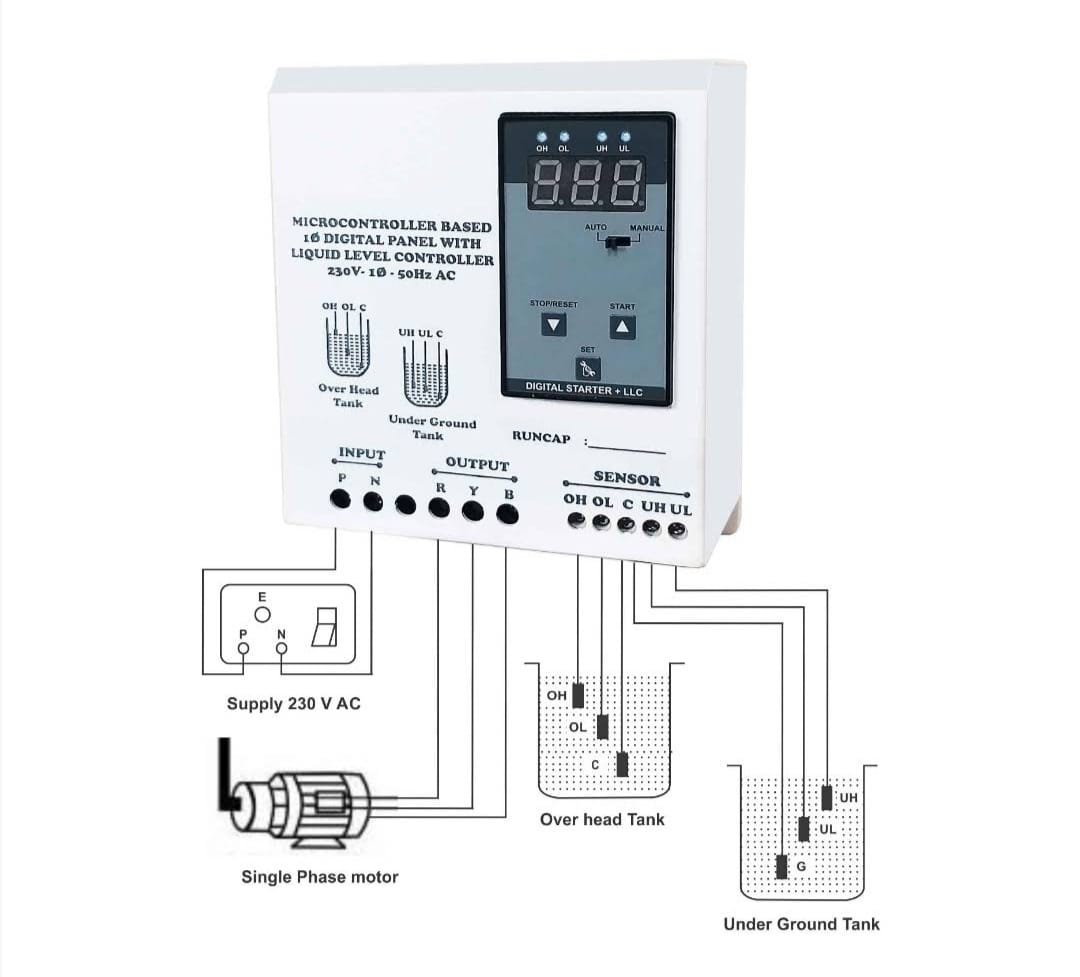 OH OL UH UL
888
AUTO MANUAL
MICROCONTROLLER BASED
1Ø DIGITAL PANEL WITH
LIQUID LEVEL CONTROLLER
230V- 1Ø - 50Hz AC
STOP/RESET START
SET
DIGITAL STARTER + LLC
OH OL C
UH UL C
Over Head
Tank
Under Ground
Tank
RUNCAP :________
INPUT
P N
OUTPUT
R Y B
SENSOR
OH OL C UH UL
E
P N
Supply 230 V AC
OH
OL
C
Over head Tank
UH
UL
G
Under Ground Tank
Single Phase motor